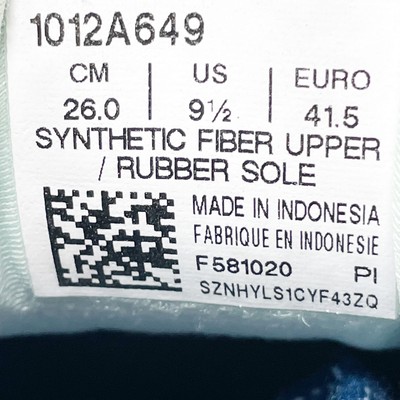 1012A649
CM | US | EURO
26.0 | 9½ | 41.5
SYNTHETIC FIBER UPPER
/ RUBBER SOLE
MADE IN INDONESIA
FABRIQUE EN INDONESIE
F581020 PI
SZNHYLS1CYF43ZQ